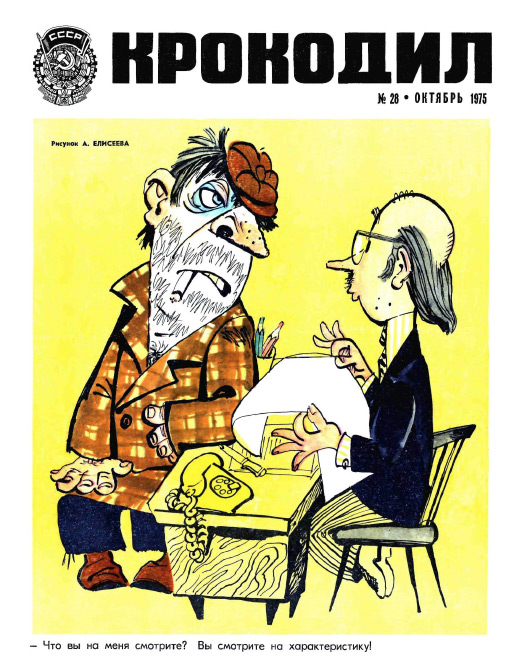 СССР
КРОКОДИЛ
№ 28 • ОКТЯБРЬ 1975
Рисунок А. ЕЛИСЕЕВА
– Что вы на меня смотрите? Вы смотрите на характеристику!